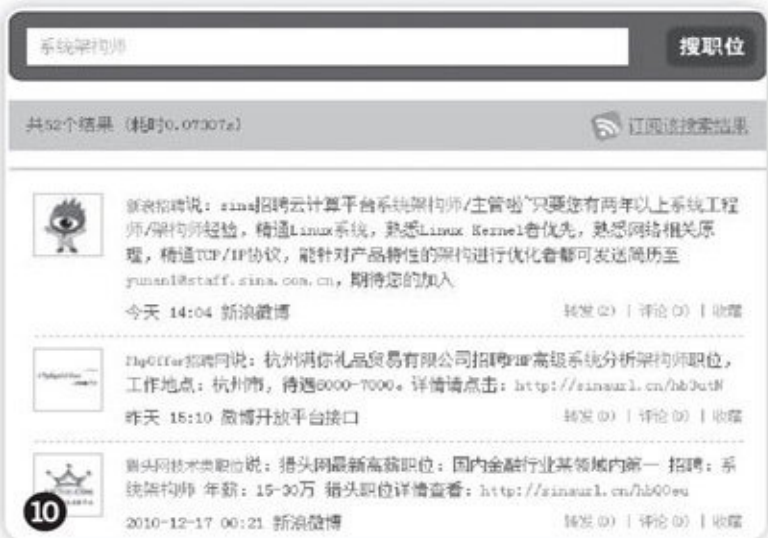 系统架构师 搜职位
共52个结果 (耗时0.07307s) 订阅该搜索结果
新浪招聘说：sina招聘云计算平台系统架构师/主管啦~只要您有两年以上系统工程
师/架构师经验，精通Linux系统，熟悉Linux Kernel者优先，熟悉网络相关原
理，精通TCP/IP协议，能针对产品特性的架构进行优化者都可发送简历至
@staff.sina.com.cn，期待您的加入
今天 14:04 新浪微博 转发(2) | 评论(0) | 收藏
PhpOffer招聘网说：杭州满你礼品贸易有限公司招聘PHP高级系统分析架构师职位，
工作地点：杭州市，待遇6000-7000。详情请点击：http://sinaurl.cn/
昨天 15:10 微博开放平台接口 转发(0) | 评论(0) | 收藏
猎头网技术类职位说：猎头网最新高薪职位：国内金融行业某领域内第一 招聘：系
统架构师 年薪：15-30万 猎头职位详情查看：http://sinaurl.cn/
2010-12-17 00:21 新浪微博 转发(0) | 评论(0) | 收藏
10